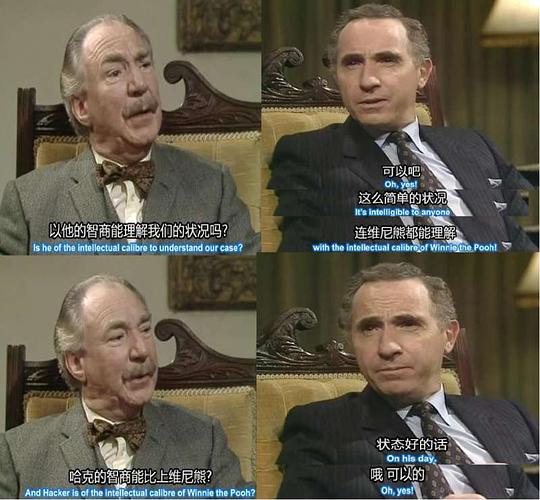 以他的智商能理解我们的状况吗?
Is he of the intellectual calibre to understand our case?
可以吧
Oh, yes!
这么简单的状况
It's intelligible to anyone
连维尼熊都能理解
with the intellectual calibre of Winnie the Pooh!
哈克的智商能比上维尼熊?
And Hacker is of the intellectual calibre of Winnie the Pooh?
状态好的话
On his day.
哦 可以的
Oh, yes!